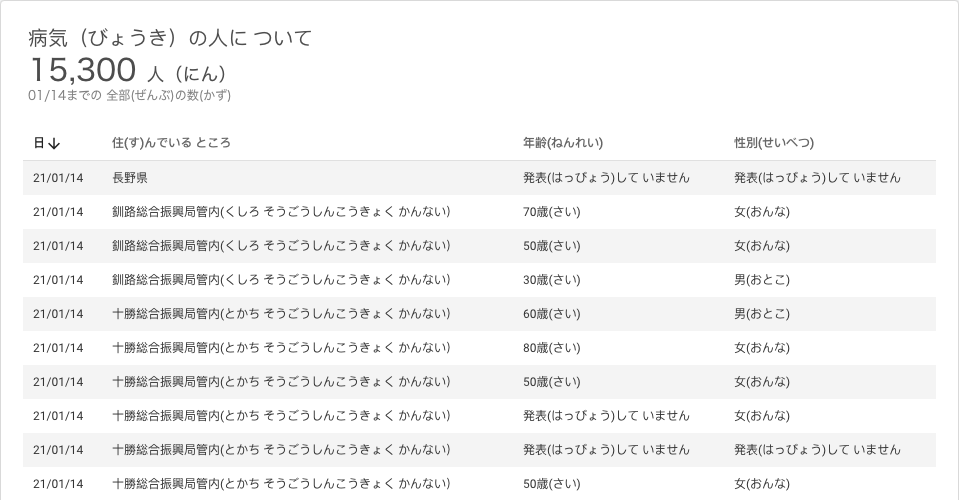 病気（びょうき）の人に ついて
15,300 人（にん）
01/14までの 全部(ぜんぶ)の数(かず)
日↓ 住(す)んでいる ところ 年齢(ねんれい) 性別(せいべつ)
21/01/14 長野県 発表(はっぴょう)して いません 発表(はっぴょう)して いません
21/01/14 釧路総合振興局管内(くしろ そうごうしんこうきょく かんない) 70歳(さい) 女(おんな)
21/01/14 釧路総合振興局管内(くしろ そうごうしんこうきょく かんない) 50歳(さい) 女(おんな)
21/01/14 釧路総合振興局管内(くしろ そうごうしんこうきょく かんない) 30歳(さい) 男(おとこ)
21/01/14 十勝総合振興局管内(とかち そうごうしんこうきょく かんない) 60歳(さい) 男(おとこ)
21/01/14 十勝総合振興局管内(とかち そうごうしんこうきょく かんない) 80歳(さい) 女(おんな)
21/01/14 十勝総合振興局管内(とかち そうごうしんこうきょく かんない) 50歳(さい) 女(おんな)
21/01/14 十勝総合振興局管内(とかち そうごうしんこうきょく かんない) 発表(はっぴょう)して いません 女(おんな)
21/01/14 十勝総合振興局管内(とかち そうごうしんこうきょく かんない) 発表(はっぴょう)して いません 発表(はっぴょう)して いません
21/01/14 十勝総合振興局管内(とかち そうごうしんこうきょく かんない) 50歳(さい) 女(おんな)